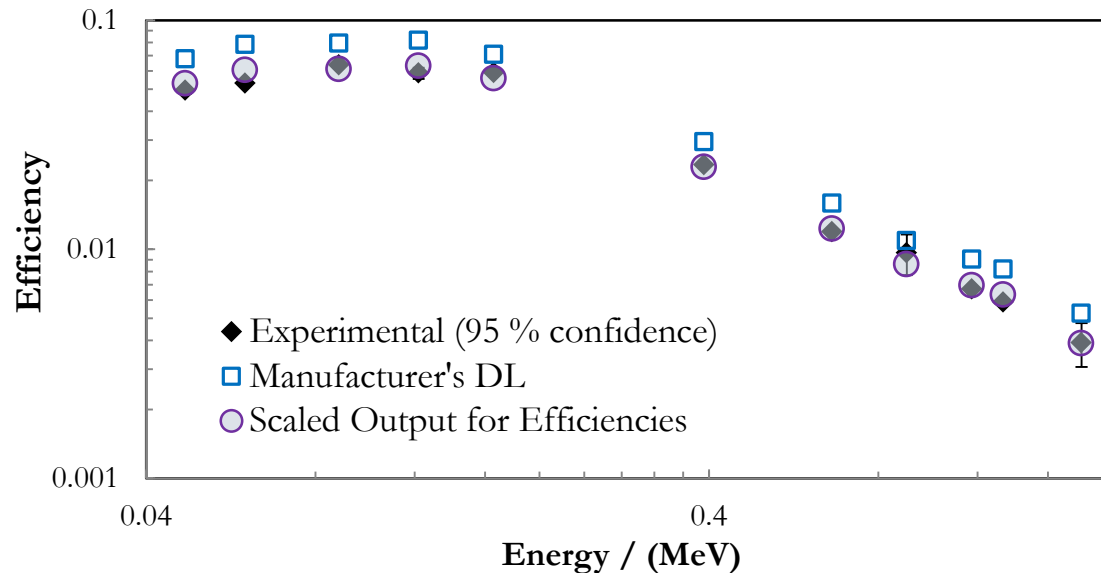 0.1
0.01
0.001
Efficiency
Experimental (95 % confidence)
Manufacturer's DL
Scaled Output for Efficiencies
0.04
0.4
Energy / (MeV)